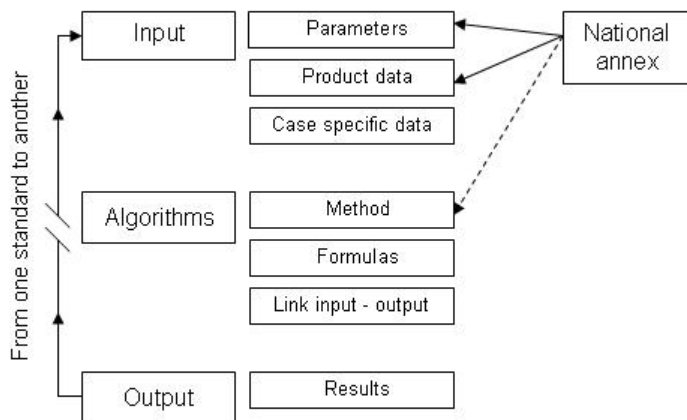 Input
Parameters
National
annex
Product data
Case specific data
From one standard to another
Algorithms
Method
Formulas
Link input - output
Output
Results